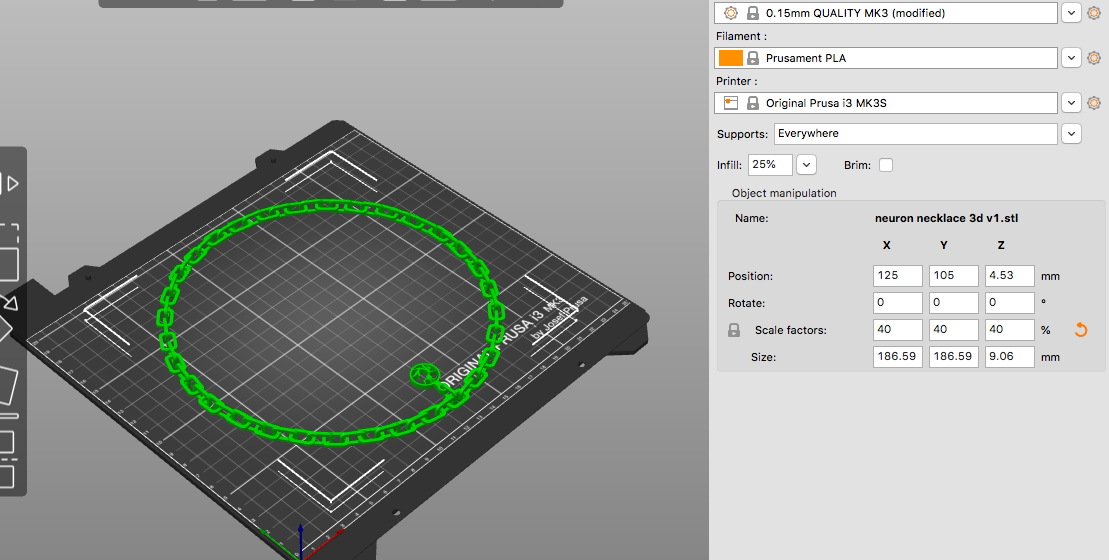 0.15mm QUALITY MK3 (modified)
Filament :
Prusament PLA
Printer :
Original Prusa i3 MK3S
Supports: Everywhere
Infill: 25% Brim:
Object manipulation
Name: neuron necklace 3d v1.stl
X Y Z
Position: 125 105 4.53 mm
Rotate: 0 0 0 °
Scale factors: 40 40 40 %
Size: 186.59 186.59 9.06 mm
ORIGINAL PRUSA i3 MK3
by Josef Prusa